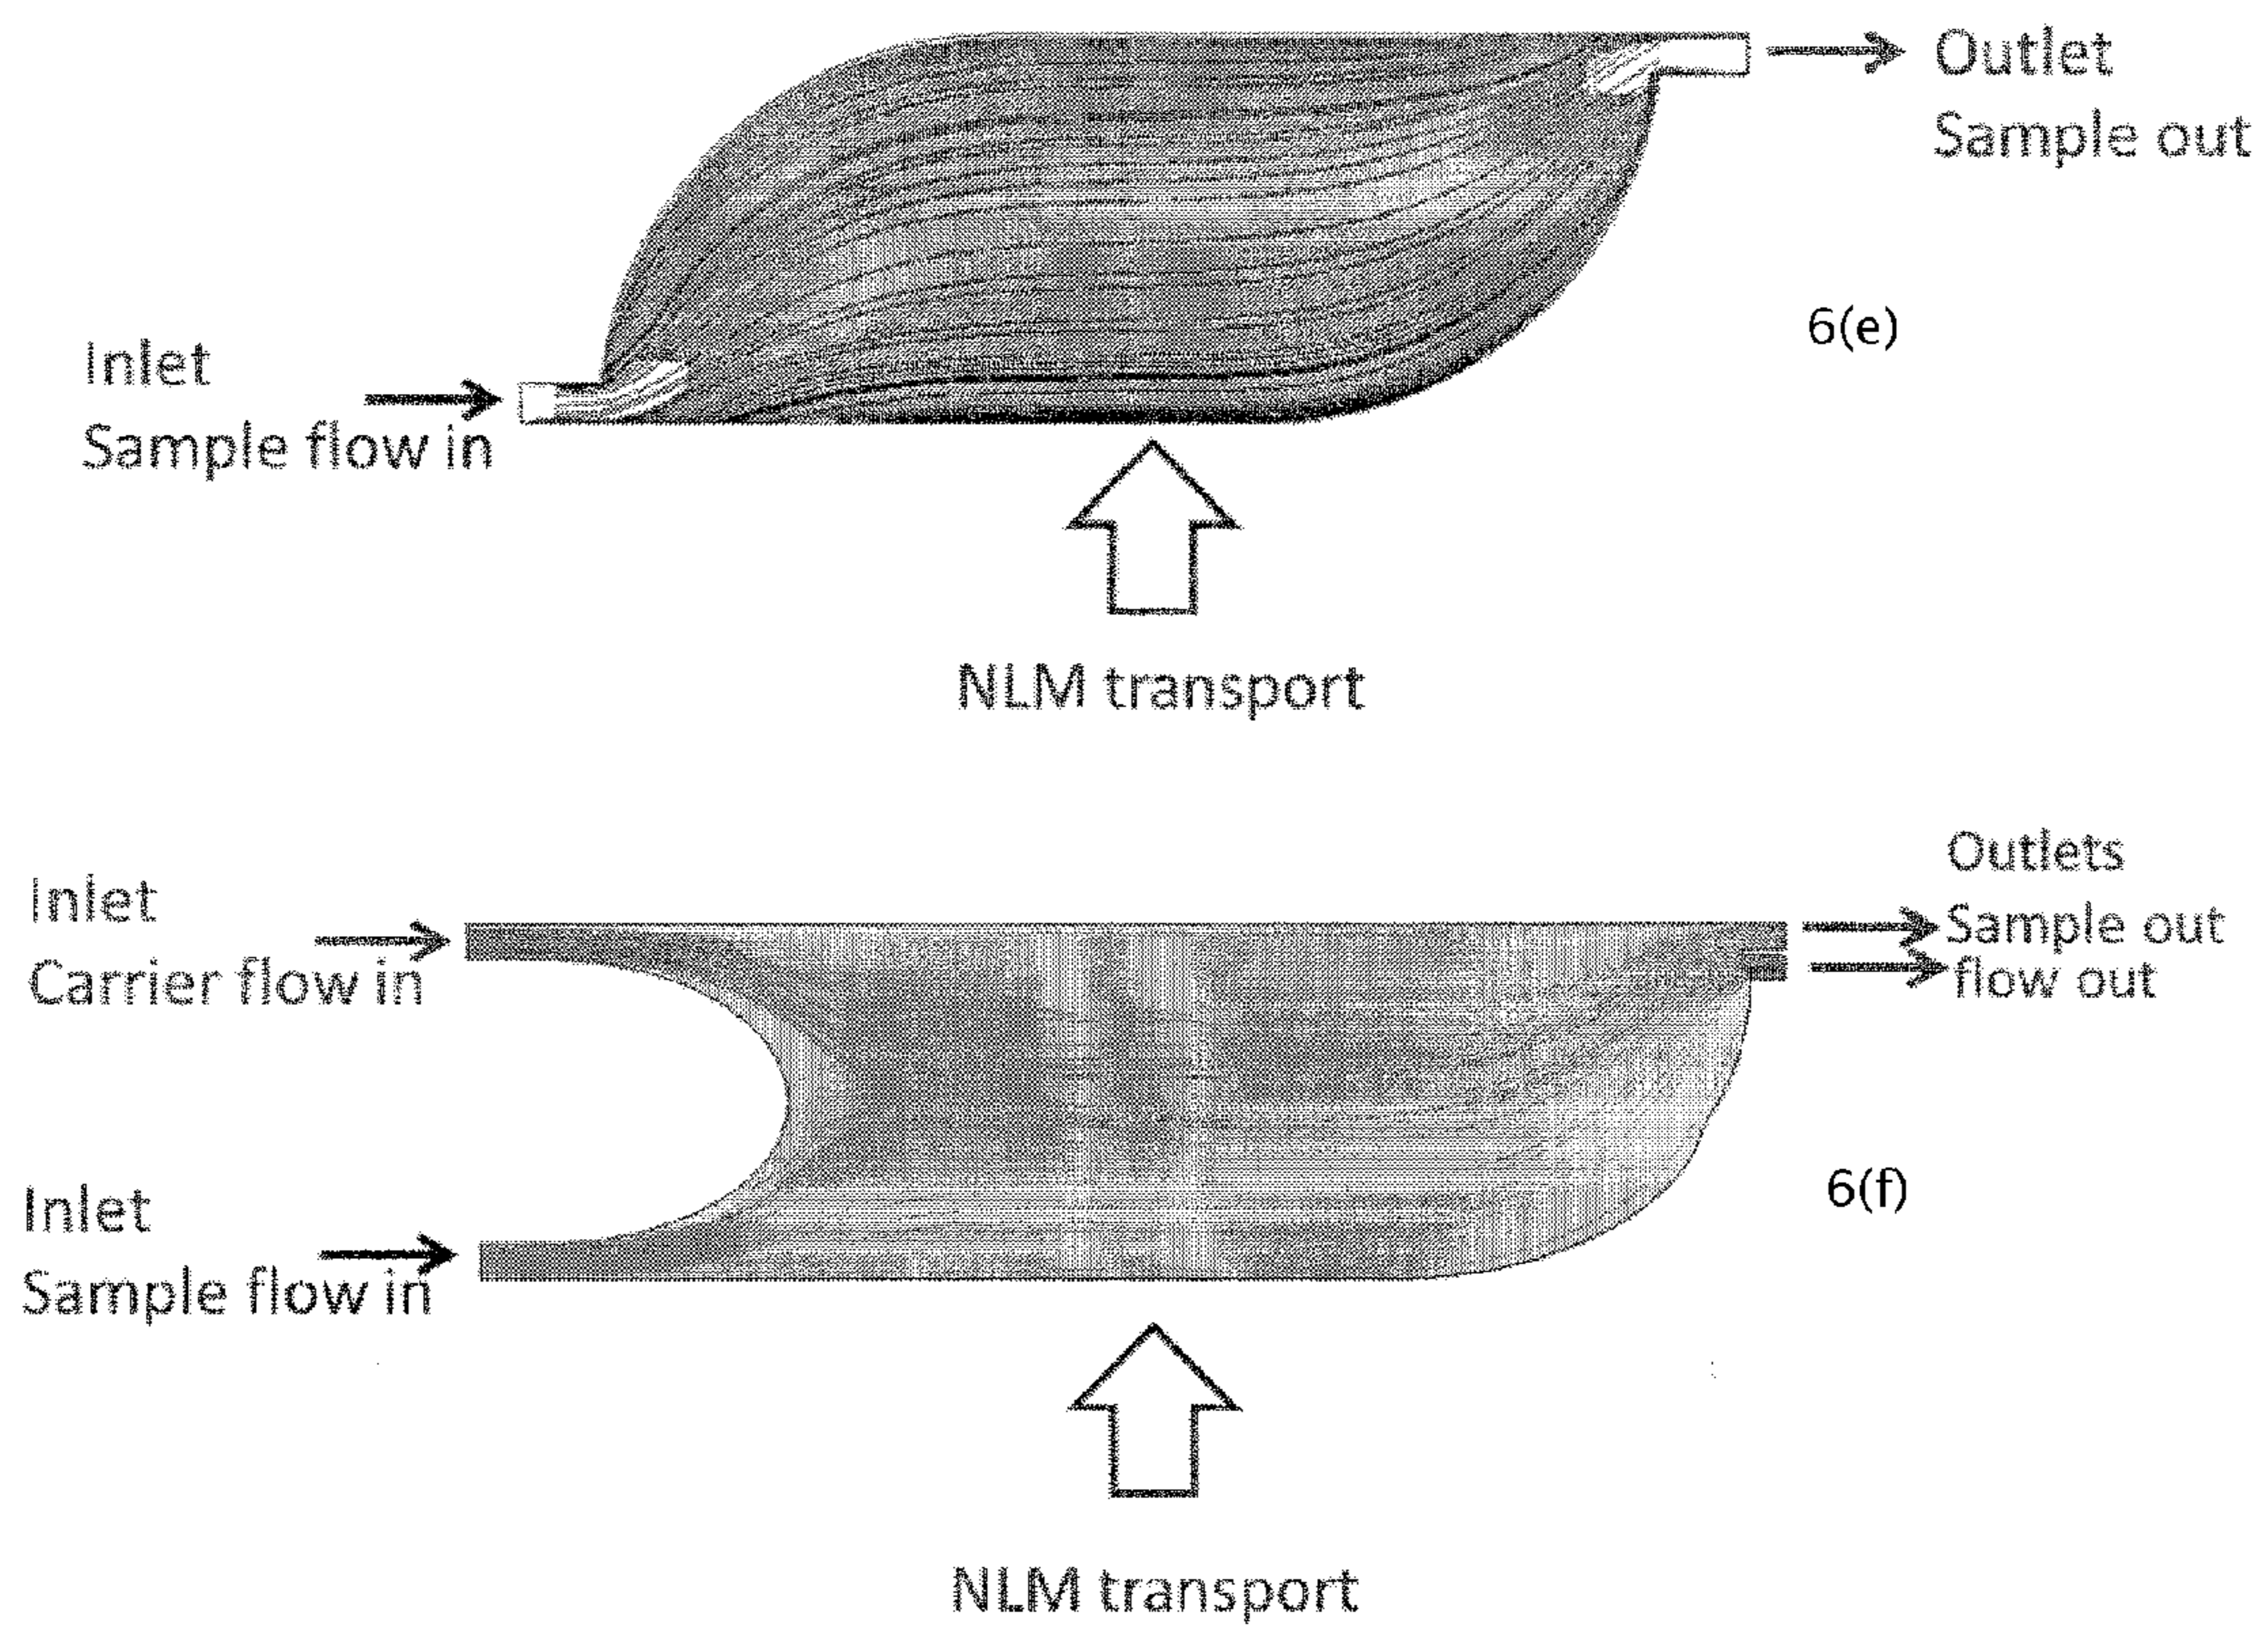 Outlet
Sample out
6(e)
Inlet
Sample flow in
NLM transport
Outlets
Inlet
Sample out
Carrier flow in
flow out
6(f)
Inlet
Sample flow in
NLM transport